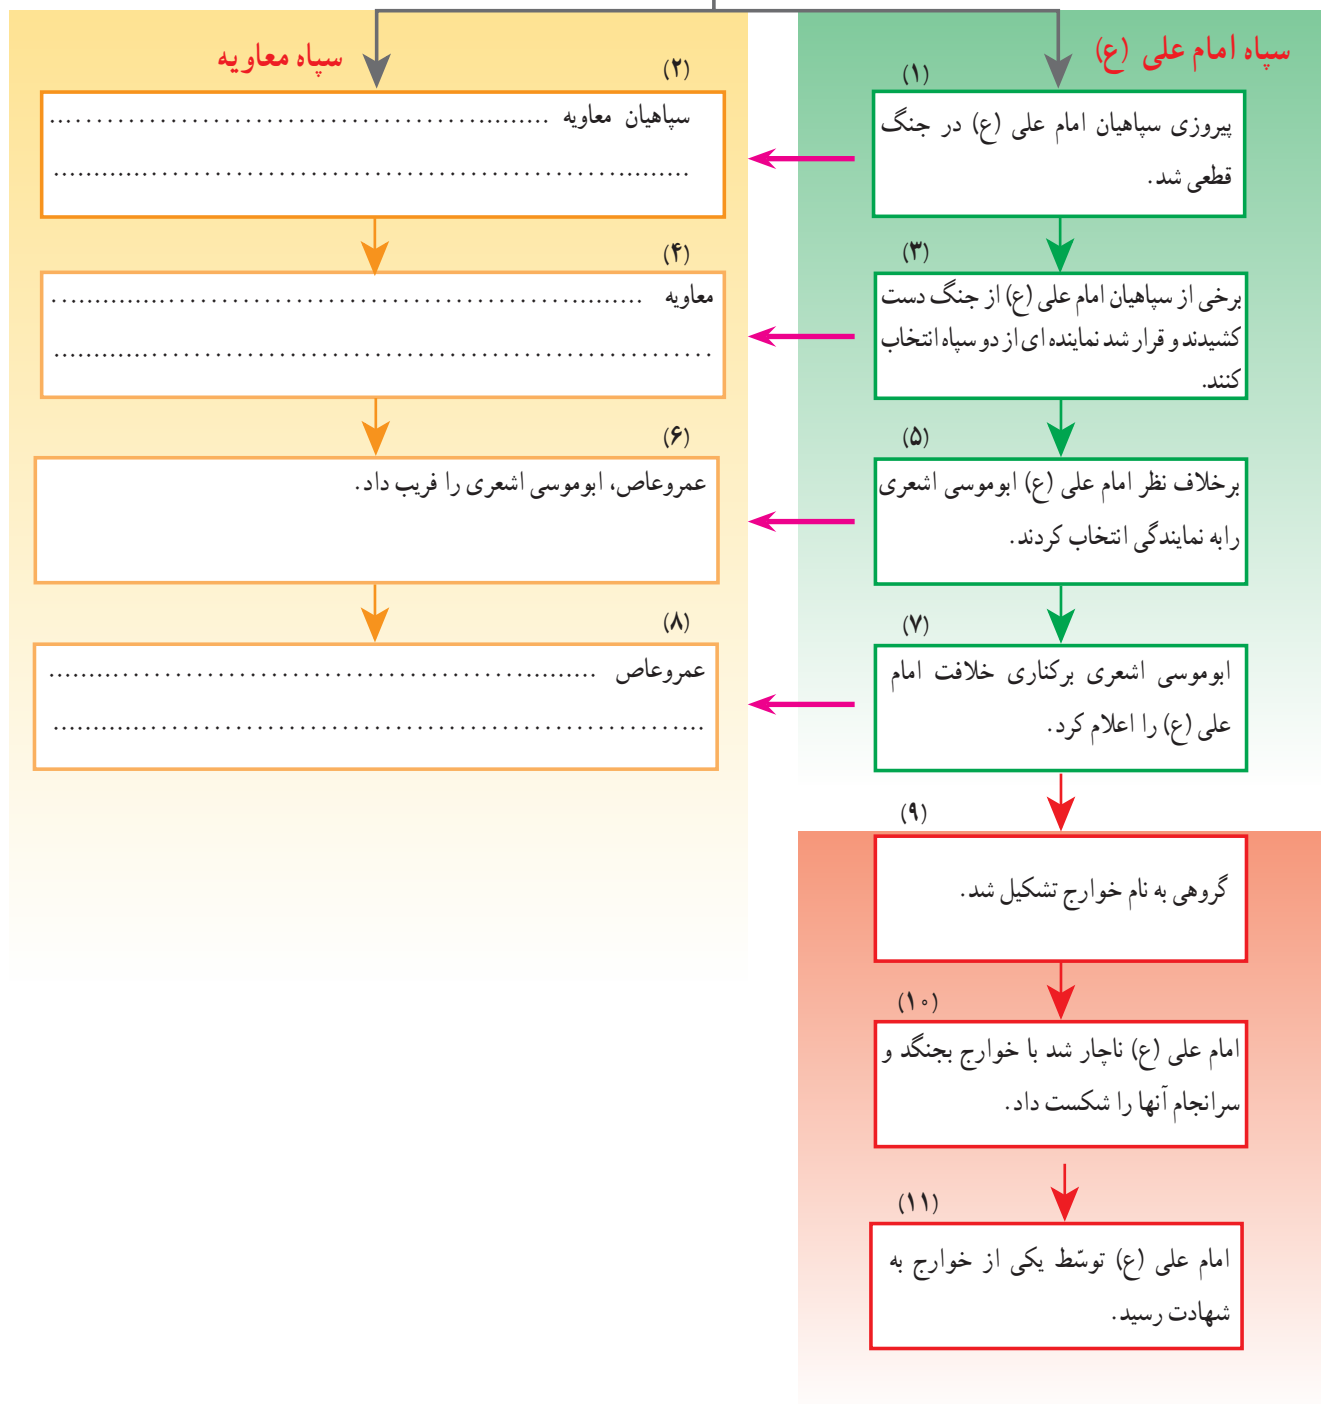 سپاه امام علی (ع)
سپاه معاویه
(۱)
پیروزی سپاهیان امام علی (ع) در جنگ
قطعی شد.
(۲)
سپاهیان معاویه ................................................
................................................................
(۳)
برخی از سپاهیان امام علی (ع) از جنگ دست
کشیدند و قرار شد نماینده ای از دو سپاه انتخاب
کنند.
(۴)
معاویه ................................................
................................................................
(۵)
برخلاف نظر امام علی (ع) ابوموسی اشعری
رابه نمایندگی انتخاب کردند.
(۶)
عمروعاص، ابوموسی اشعری را فریب داد.
(۷)
ابوموسی اشعری برکناری خلافت امام
علی (ع) را اعلام کرد.
(۸)
عمروعاص ................................................
................................................................
(۹)
گروهی به نام خوارج تشکیل شد.
(۱۰)
امام علی (ع) ناچار شد با خوارج بجنگد و
سرانجام آنها را شکست داد.
(۱۱)
امام علی (ع) توسّط یکی از خوارج به
شهادت رسید.